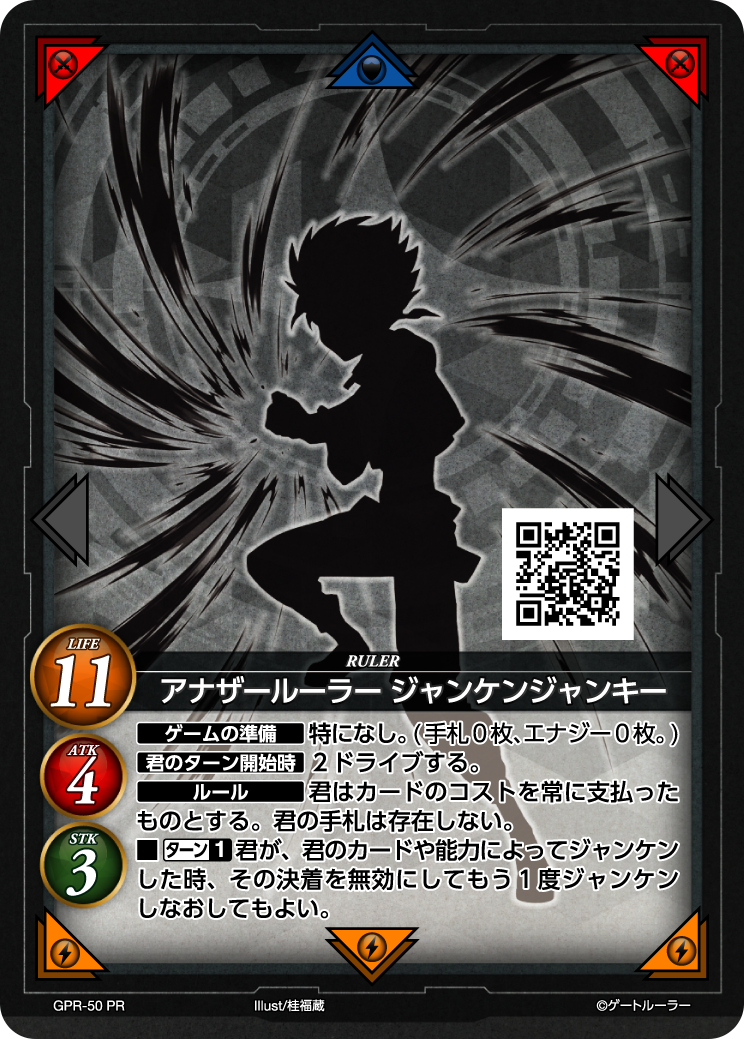 LIFE
11
RULER
アナザールーラー ジャンケンジャンキー
ATK
4
STK
3
ゲームの準備 特になし。(手札０枚、エナジー０枚。)
君のターン開始時 ２ドライブする。
ルール 君はカードのコストを常に支払った
ものとする。君の手札は存在しない。
■ ターン1 君が、君のカードや能力によってジャンケン
した時、その決着を無効にしてもう１度ジャンケン
しなおしてもよい。
GPR-50 PR Illust/桂福蔵 ©ゲートルーラー